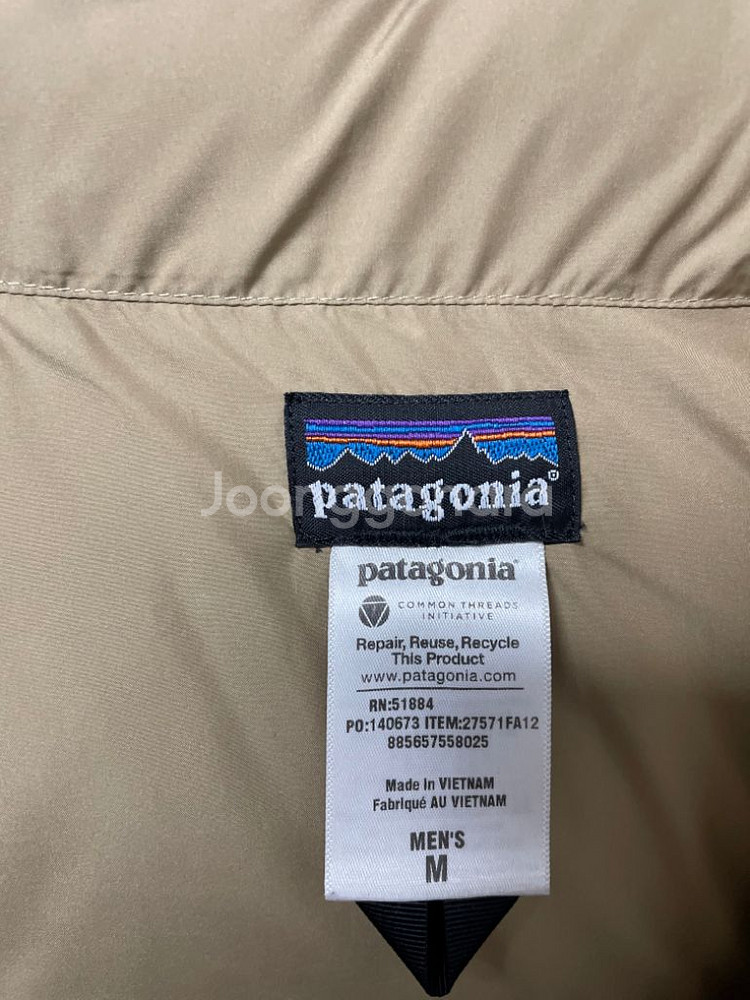 patagonia®
Joonggonara
patagonia®
COMMON THREADS
INITIATIVE
Repair, Reuse, Recycle
This Product
www.patagonia.com
RN:51884
PO:140673 ITEM:27571FA12
885657558025
Made in VIETNAM
Fabriqué AU VIETNAM
MEN'S
M